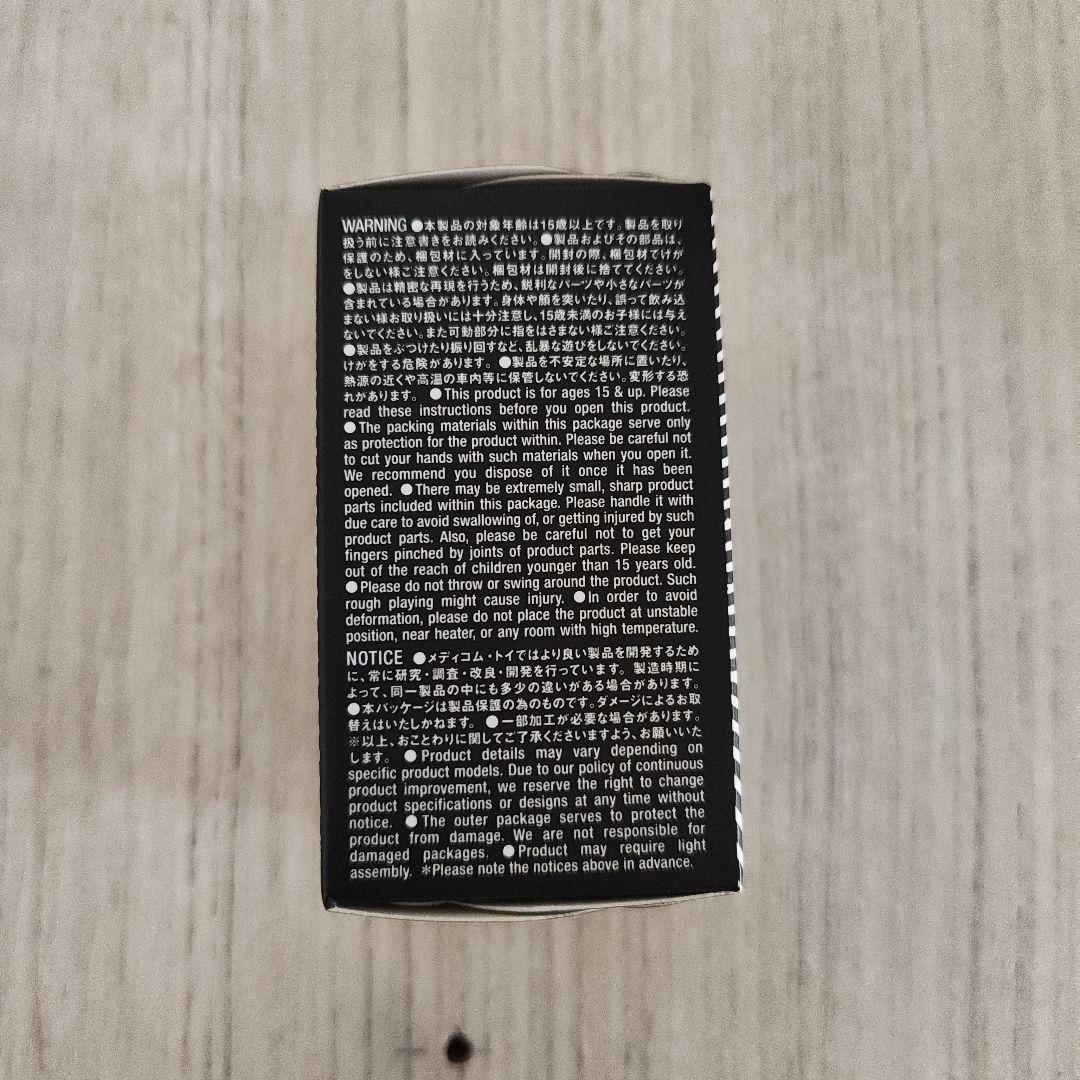 WARNING ●本製品の対象年齢は15歳以上です。製品を取り
扱う前に注意書きをお読みください。●製品およびその部品は、
保護のため、梱包材に入っています。開封の際、梱包材でけが
をしない様ご注意ください。梱包材は開封後に捨ててください。
●製品は精密な再現を行うため、鋭利なパーツや小さなパーツが
含まれている場合があります。身体や顔を突いたり、誤って飲み込
まない様お取り扱いには十分注意し、15歳未満のお子様には与え
ないでください。また可動部分に指をはさまない様ご注意ください。
●製品をぶつけたり振り回すなど、乱暴な遊びをしないでください。
けがをする危険があります。 ●製品を不安定な場所に置いたり、
熱源の近くや高温の車内等に保管しないでください。変形する恐
れがあります。 ●This product is for ages 15 & up. Please
read these instructions before you open this product.
●The packing materials within this package serve only
as protection for the product within. Please be careful not
to cut your hands with such materials when you open it.
We recommend you dispose of it once it has been
opened. ●There may be extremely small, sharp product
parts included within this package. Please handle it with
due care to avoid swallowing of, or getting injured by such
product parts. Also, please be careful not to get your
fingers pinched by joints of product parts. Please keep
out of the reach of children younger than 15 years old.
●Please do not throw or swing around the product. Such
rough playing might cause injury. ●In order to avoid
deformation, please do not place the product at unstable
position, near heater, or any room with high temperature.
NOTICE ●メディコム・トイではより良い製品を開発するため
に、常に研究・調査・改良・開発を行っています。製造時期に
よって、同一製品の中にも多少の違いがある場合があります。
●本パッケージは製品保護の為のものです。ダメージによるお取
替えはいたしかねます。 ●一部加工が必要な場合があります。
※以上、おことわりに関してご了承くださいますよう、お願いいた
します。 ●Product details may vary depending on
specific product models. Due to our policy of continuous
product improvement, we reserve the right to change
product specifications or designs at any time without
notice. ●The outer package serves to protect the
product from damage. We are not responsible for
damaged packages. ●Product may require light
assembly. *Please note the notices above in advance.